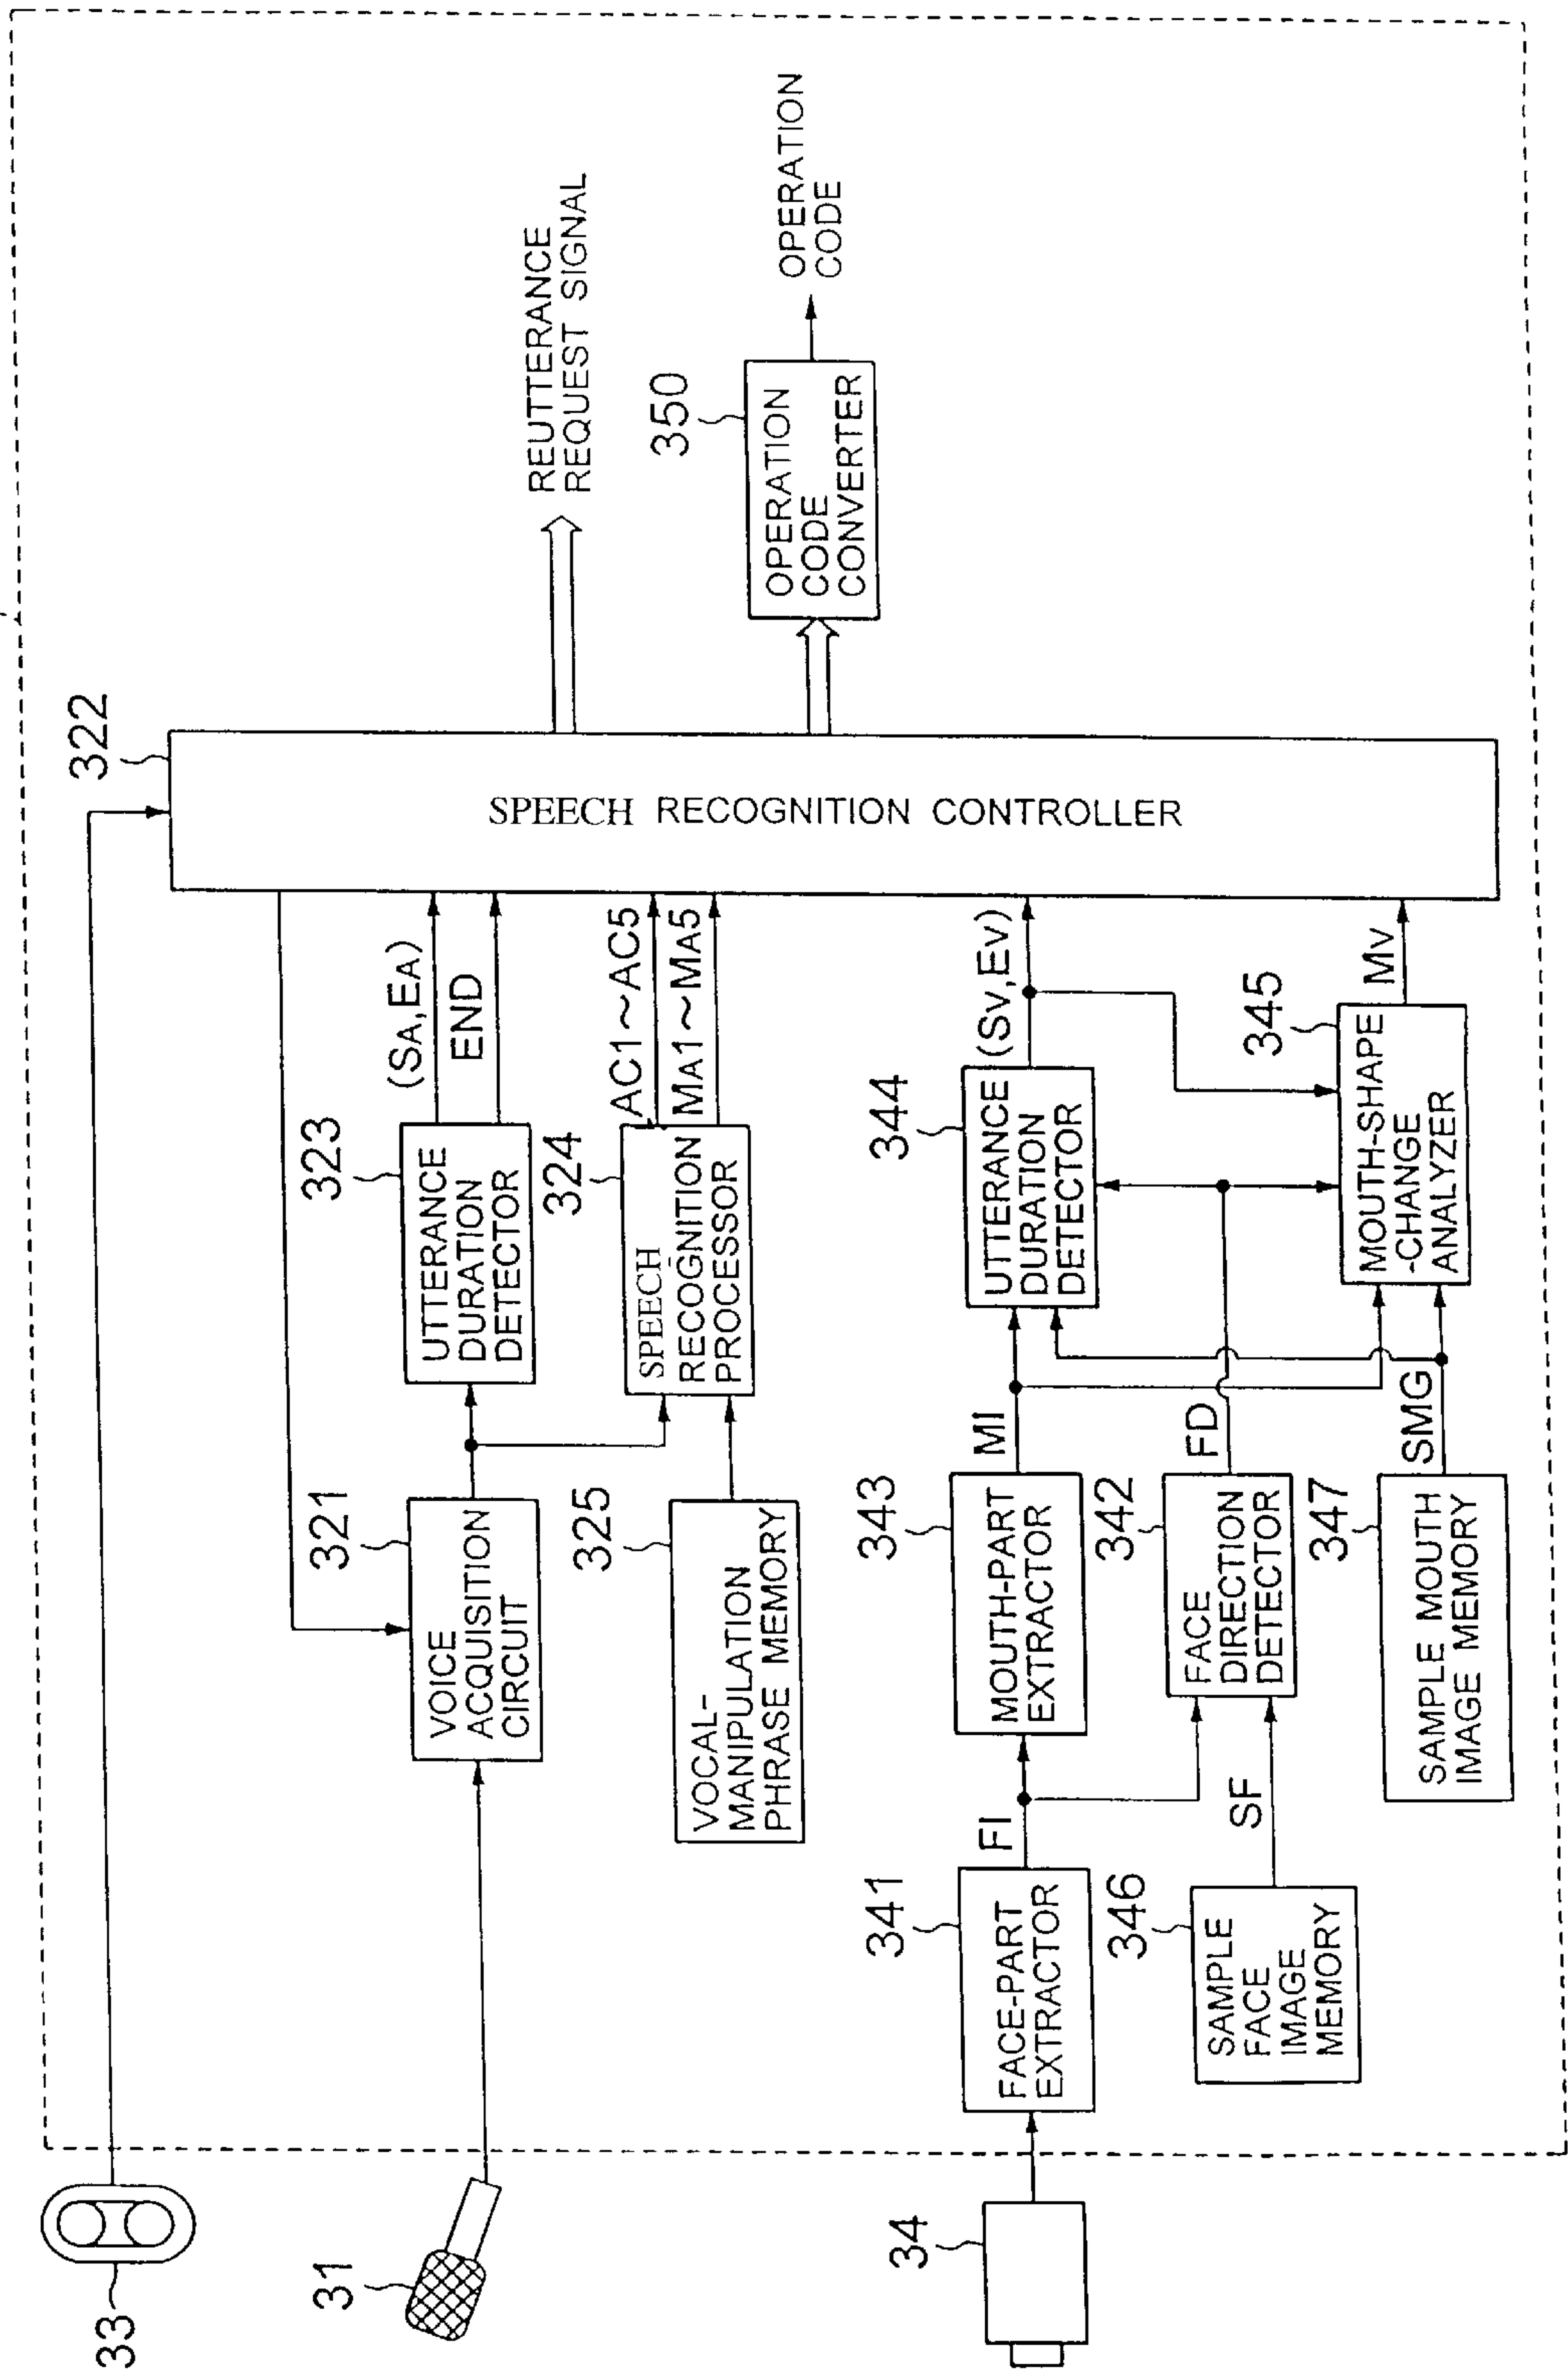 33
31
34
322
SPEECH RECOGNITION CONTROLLER
321
VOICE
ACQUISITION
CIRCUIT
323
UTTERANCE
DURATION
DETECTOR
(SA,EA)
END
325
VOCAL-
MANIPULATION
PHRASE MEMORY
324
SPEECH
RECOGNITION
PROCESSOR
AC1~AC5
MA1~MA5
REUTTERANCE
REQUEST SIGNAL
350
OPERATION
CODE
CONVERTER
OPERATION
CODE
341
FACE-PART
EXTRACTOR
FI
343
MOUTH-PART
EXTRACTOR
MI
344
UTTERANCE
DURATION
DETECTOR
(SV,EV)
346
SAMPLE
FACE
IMAGE
MEMORY
SF
342
FACE
DIRECTION
DETECTOR
FD
345
MOUTH-SHAPE
-CHANGE
ANALYZER
MV
347
SAMPLE MOUTH
IMAGE MEMORY
SMG